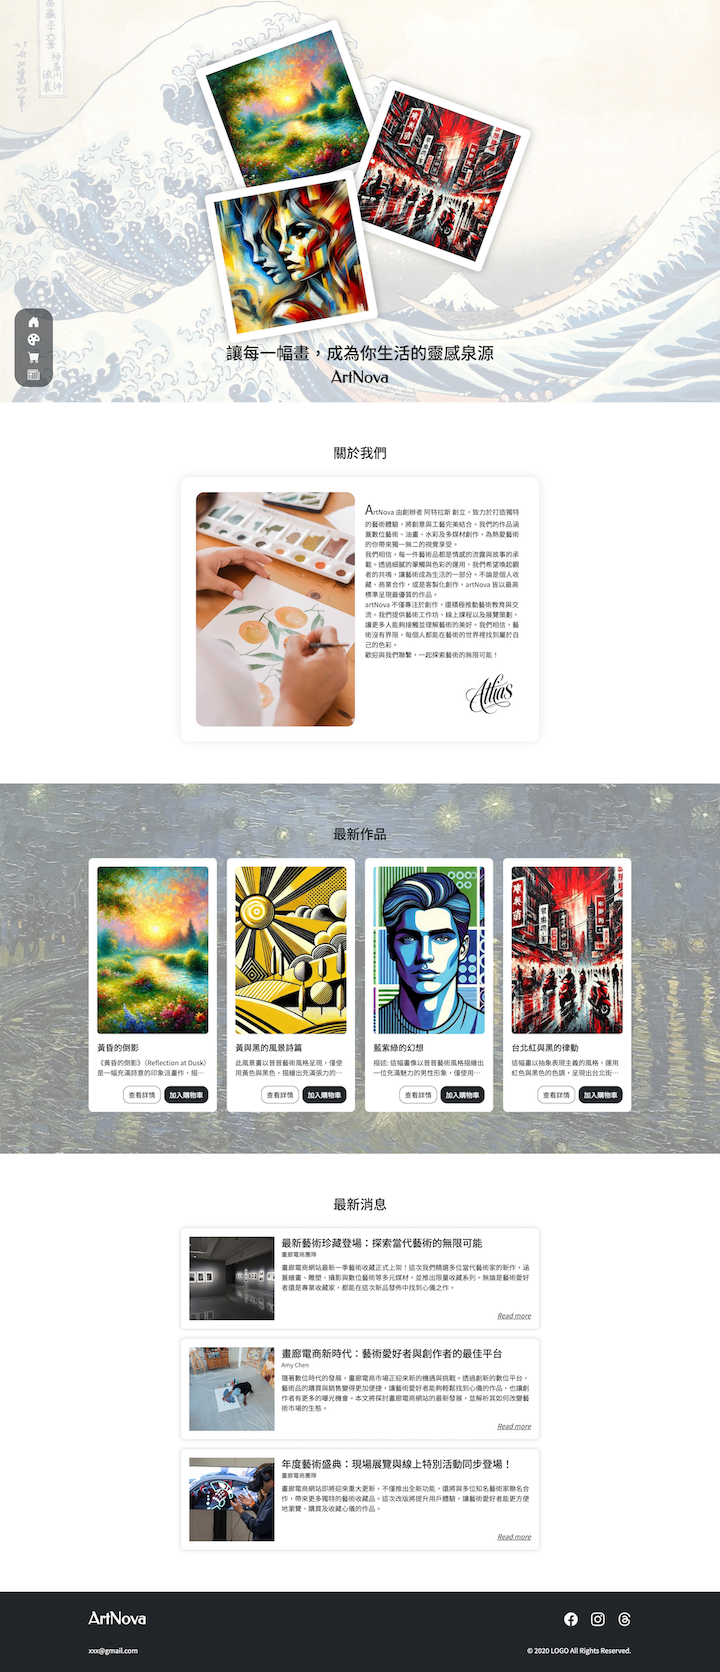 讓每一幅畫，成為你生活的靈感泉源
ArtNova
關於我們
ArtNova 由創辦者 阿特拉斯 創立，致力於打造獨特
的藝術體驗，將創意與工藝完美結合。我們的作品涵
蓋數位藝術、油畫、水彩及多媒材創作，為熱愛藝術
的你帶來獨一無二的視覺享受。
我們相信，每一件藝術品都是情感的流露與故事的承
載。透過細膩的筆觸與色彩的運用，我們希望喚起觀
者的共鳴，讓藝術成為生活的一部分。不論是個人收
藏、商業合作，或是客製化創作，artNova 皆以最高
標準呈現最優質的作品。
artNova 不僅專注於創作，還積極推動藝術教育與交
流。我們提供藝術工作坊、線上課程以及展覽策劃，
讓更多人能夠接觸並理解藝術的美好。我們相信，藝
術沒有界限，每個人都能在藝術的世界裡找到屬於自
己的色彩。
歡迎與我們聯繫，一起探索藝術的無限可能！
最新作品
黃昏的倒影
《黃昏的倒影》（Reflection at Dusk）
是一幅充滿詩意的印象派畫作，描⋯
查看詳情
加入購物車
黃與黑的風景詩篇
此風景畫以普普藝術風格呈現，僅使
用黃色與黑色，描繪出充滿張力的⋯
查看詳情
加入購物車
藍紫綠的幻想
描述: 這幅畫像以普普藝術風格描繪出
一位充滿魅力的男性形象，僅使用⋯
查看詳情
加入購物車
台北紅與黑的律動
這幅畫以抽象表現主義的風格，運用
紅色與黑色的色調，呈現出台北街⋯
查看詳情
加入購物車
最新消息
最新藝術珍藏登場：探索當代藝術的無限可能
畫廊電商團隊
畫廊電商網站最新一季藝術收藏正式上架！這次我們精選多位當代藝術家的新作，涵
蓋繪畫、雕塑、攝影與數位藝術等多元媒材，並推出限量收藏系列。無論是藝術愛好
者還是專業收藏家，都能在這次新品發佈中找到心儀之作。
Read more
畫廊電商新時代：藝術愛好者與創作者的最佳平台
Amy Chen
隨著數位時代的發展，畫廊電商市場正迎來新的機遇與挑戰。透過創新的數位平台，
藝術品的購買與銷售變得更加便捷，讓藝術愛好者能夠輕鬆找到心儀的作品，也讓創
作者有更多的曝光機會。本文將探討畫廊電商網站的最新發展，並解析其如何改變藝
術市場的生態。
Read more
年度藝術盛典：現場展覽與線上特別活動同步登場！
畫廊電商團隊
畫廊電商網站即將迎來重大更新，不僅推出全新功能，還將與多位知名藝術家聯名合
作，帶來更多獨特的藝術收藏品。這次改版將提升用戶體驗，讓藝術愛好者能更方便
地瀏覽、購買及收藏心儀的作品。
Read more
ArtNova
xxx@gmail.com
© 2020 LOGO All Rights Reserved.